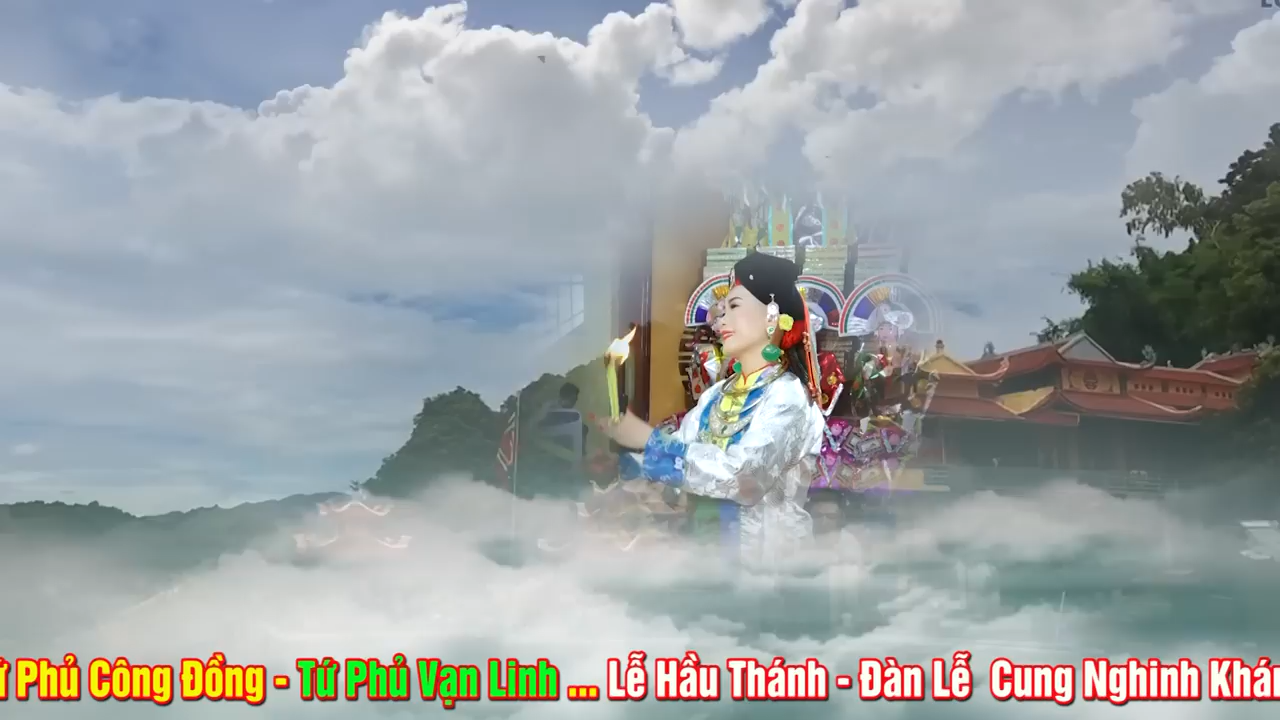 Phủ Công Đồng - Tứ Phủ Vạn Linh ... Lễ Hầu Thánh - Đàn Lễ Cung Nghinh